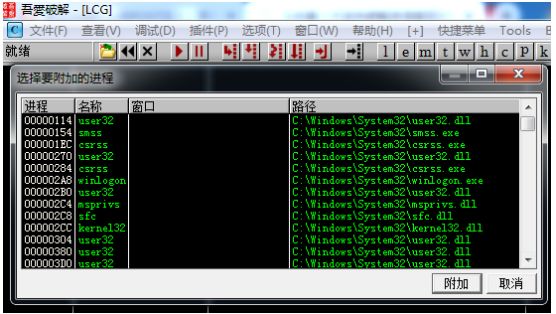 吾愛破解 - [LCG]
C 文件(F) 查看(V) 调试(D) 插件(P) 选项(T) 窗口(W) 帮助(H) [+] 快捷菜单 Tools B
就绪 l e m t w h c P k
选择要附加的进程
进程 名称 窗口 路径
00000114 user32 C:\Windows\System32\user32.dll
00000154 smss C:\Windows\System32\smss.exe
000001EC csrss C:\Windows\System32\csrss.exe
00000270 user32 C:\Windows\System32\user32.dll
00000284 csrss C:\Windows\System32\csrss.exe
000002A8 winlogon C:\Windows\System32\winlogon.exe
000002B0 user32 C:\Windows\System32\user32.dll
000002C4 msprivs C:\Windows\System32\msprivs.dll
000002C8 sfc C:\Windows\System32\sfc.dll
000002CC kernel32 C:\Windows\System32\kernel32.dll
00000304 user32 C:\Windows\System32\user32.dll
00000380 user32 C:\Windows\System32\user32.dll
000003D0 user32 C:\Windows\System32\user32.dll
附加 取消